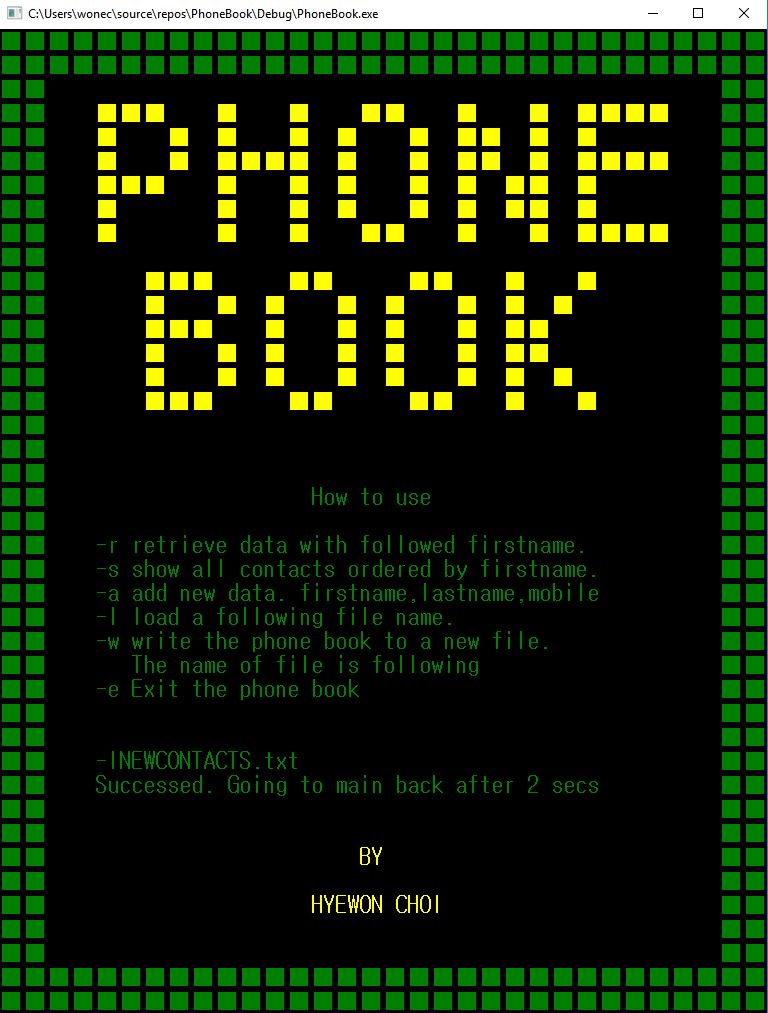 C:\Users\wonec\source\repos\PhoneBook\Debug\PhoneBook.exe
PHONE
BOOK
How to use
-r retrieve data with followed firstname.
-s show all contacts ordered by firstname.
-a add new data. firstname,lastname,mobile
-l load a following file name.
-w write the phone book to a new file.
The name of file is following
-e Exit the phone book
-lNEWCONTACTS.txt
Successed. Going to main back after 2 secs
BY
HYEWON CHOI